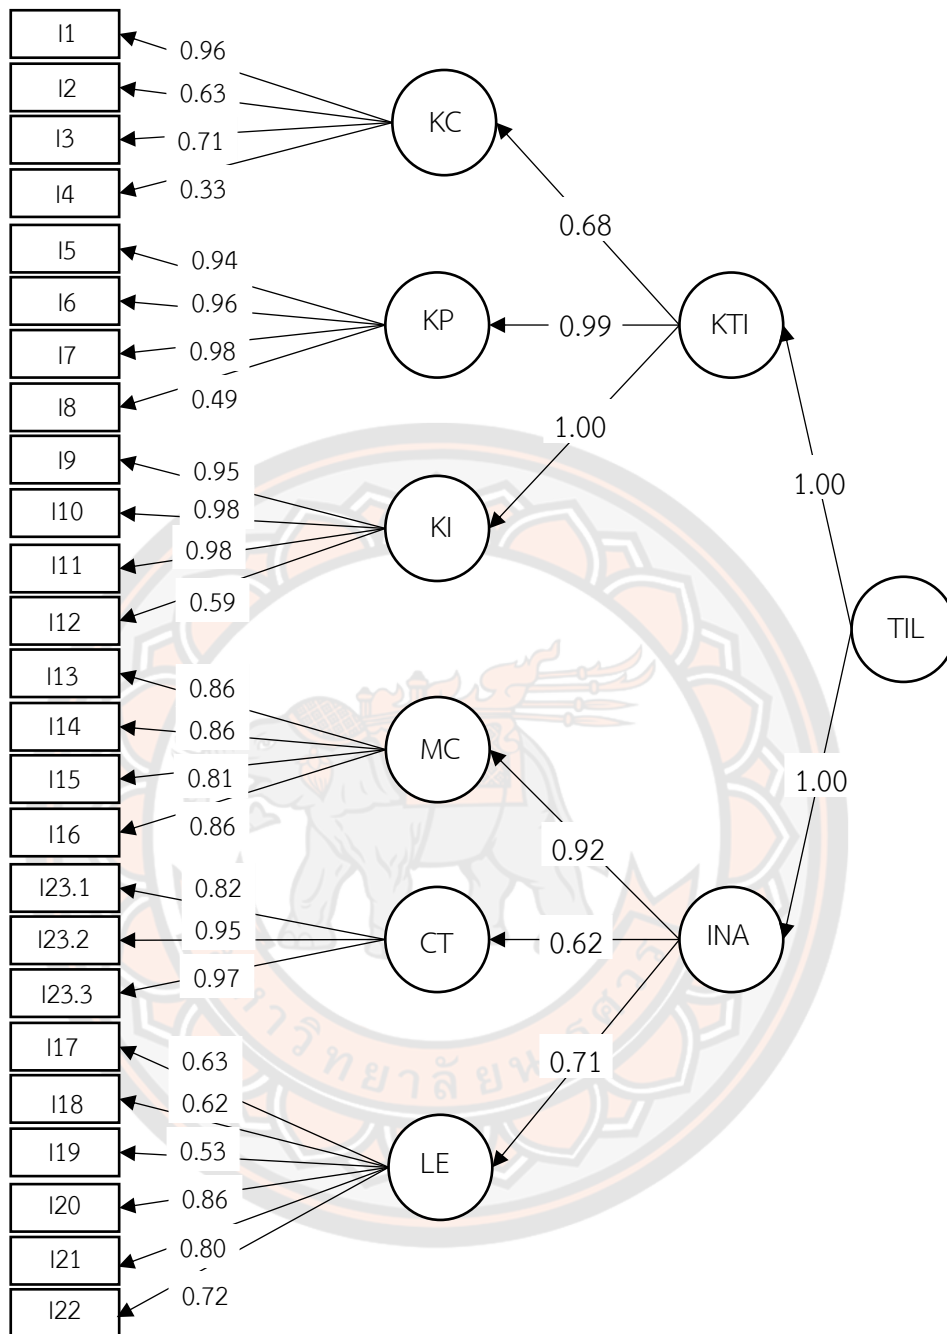 I1
0.96
I2
0.63
KC
I3
0.71
I4
0.33
0.68
I5
0.94
I6
0.96
KP
0.99
KTI
I7
0.98
I8
0.49
1.00
I9
0.95
1.00
I10
0.98
KI
I11
0.98
I12
0.59
TIL
I13
0.86
I14
0.86
MC
I15
0.81
1.00
I16
0.86
0.92
I23.1
0.82
I23.2
0.95
CT
0.62
INA
I23.3
0.97
I17
0.63
0.71
I18
0.62
I19
0.53
LE
I20
0.86
I21
0.80
I22
0.72